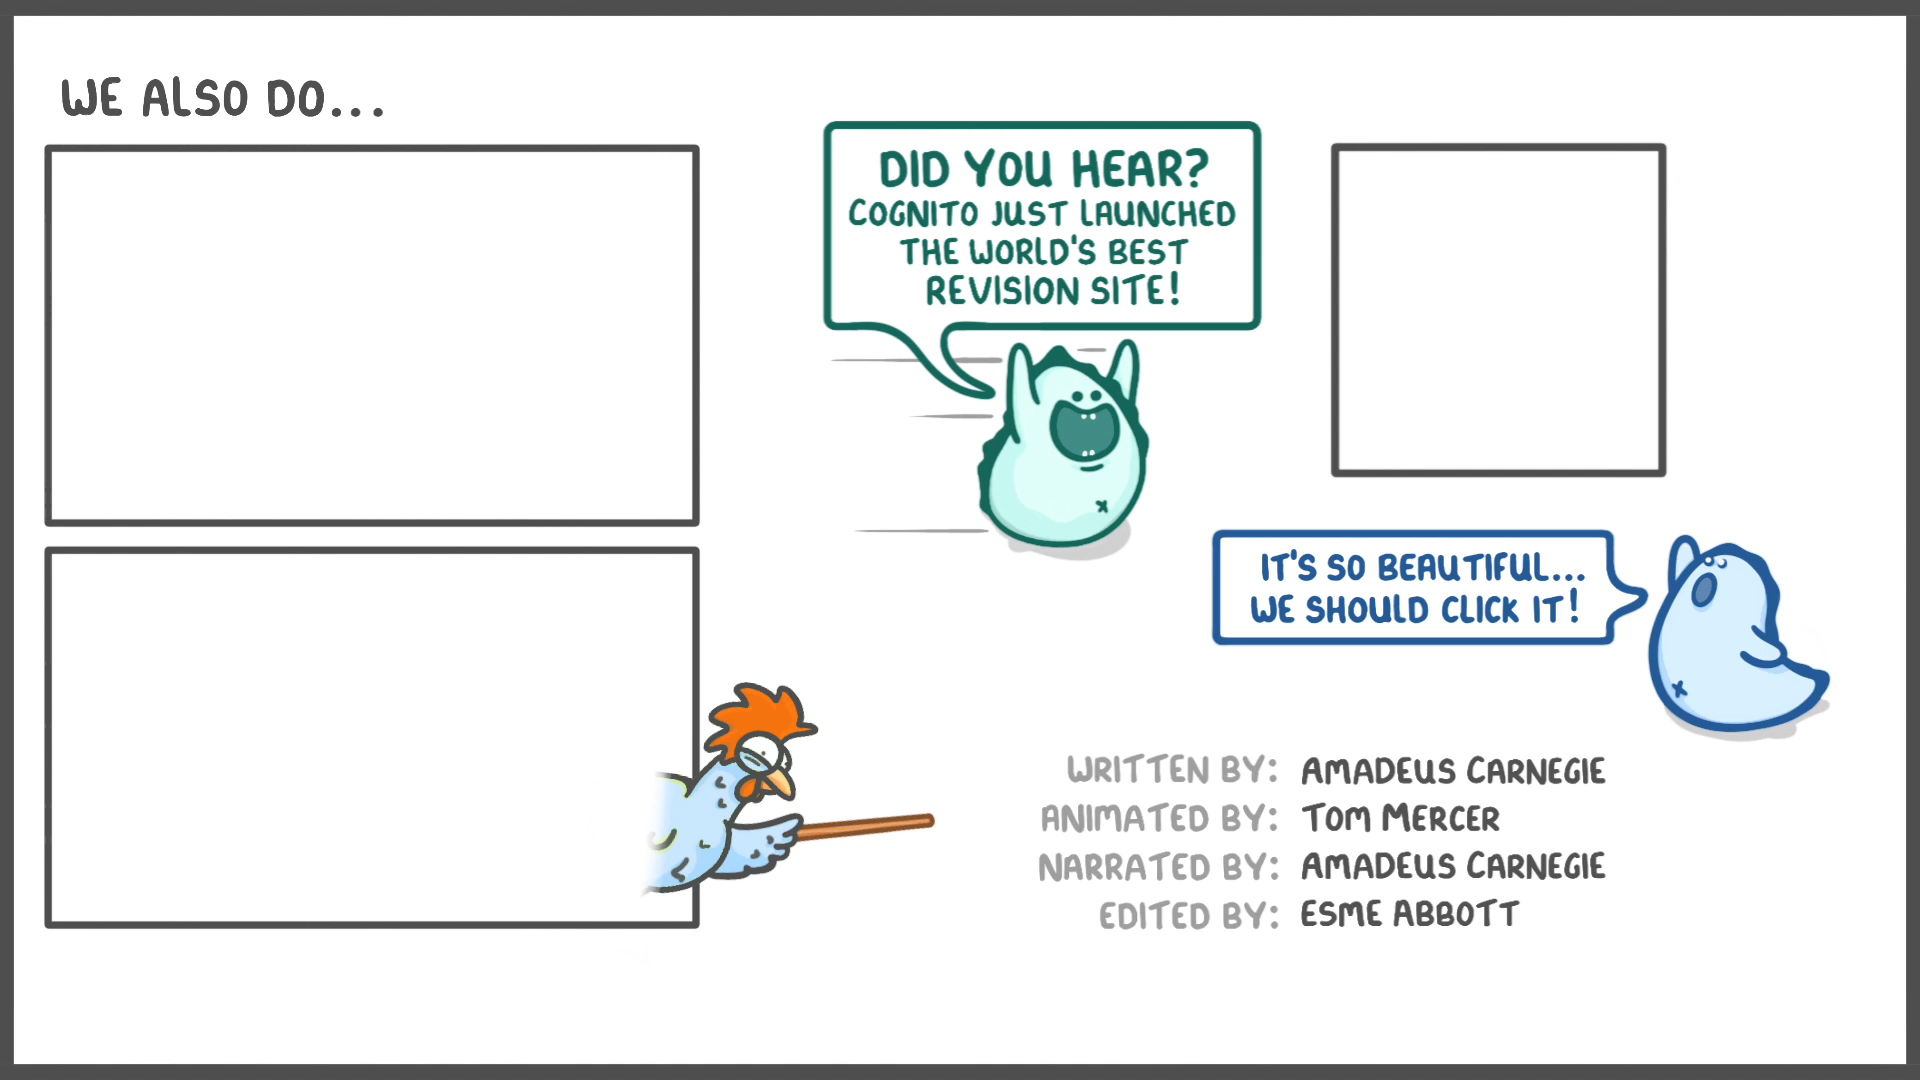 WE ALSO DO...
DID YOU HEAR?
COGNITO JUST LAUNCHED
THE WORLD'S BEST
REVISION SITE!
IT'S SO BEAUTIFUL...
WE SHOULD CLICK IT!
WRITTEN BY: AMADEUS CARNEGIE
ANIMATED BY: TOM MERCER
NARRATED BY: AMADEUS CARNEGIE
EDITED BY: ESME ABBOTT